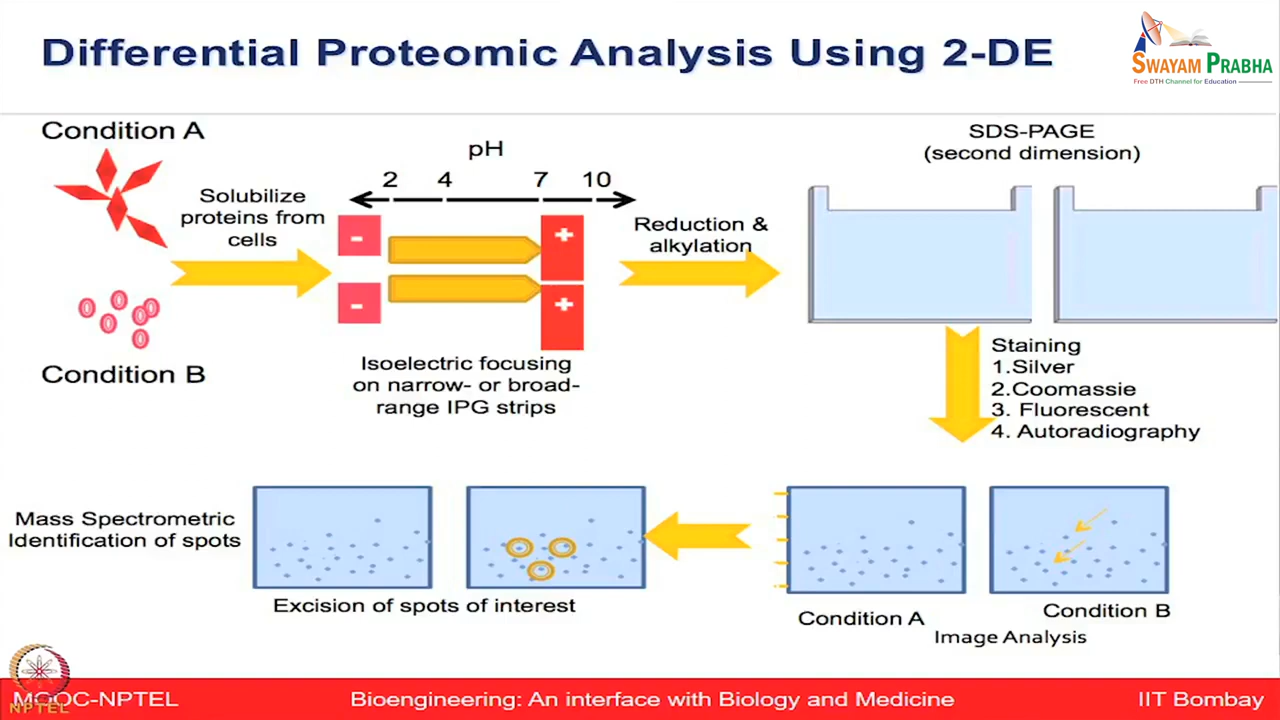 Differential Proteomic Analysis Using 2-DE
SWAYAM PRABHA
Free DTH Channel for Education
Condition A
Solubilize
proteins from
cells
Condition B
pH
2 4 7 10
- +
- +
Isoelectric focusing
on narrow- or broad-
range IPG strips
Reduction &
alkylation
SDS-PAGE
(second dimension)
Staining
1.Silver
2.Coomassie
3. Fluorescent
4. Autoradiography
Mass Spectrometric
Identification of spots
Excision of spots of interest
Condition A
Condition B
Image Analysis
NPTEL
MOOC-NPTEL
Bioengineering: An interface with Biology and Medicine
IIT Bombay